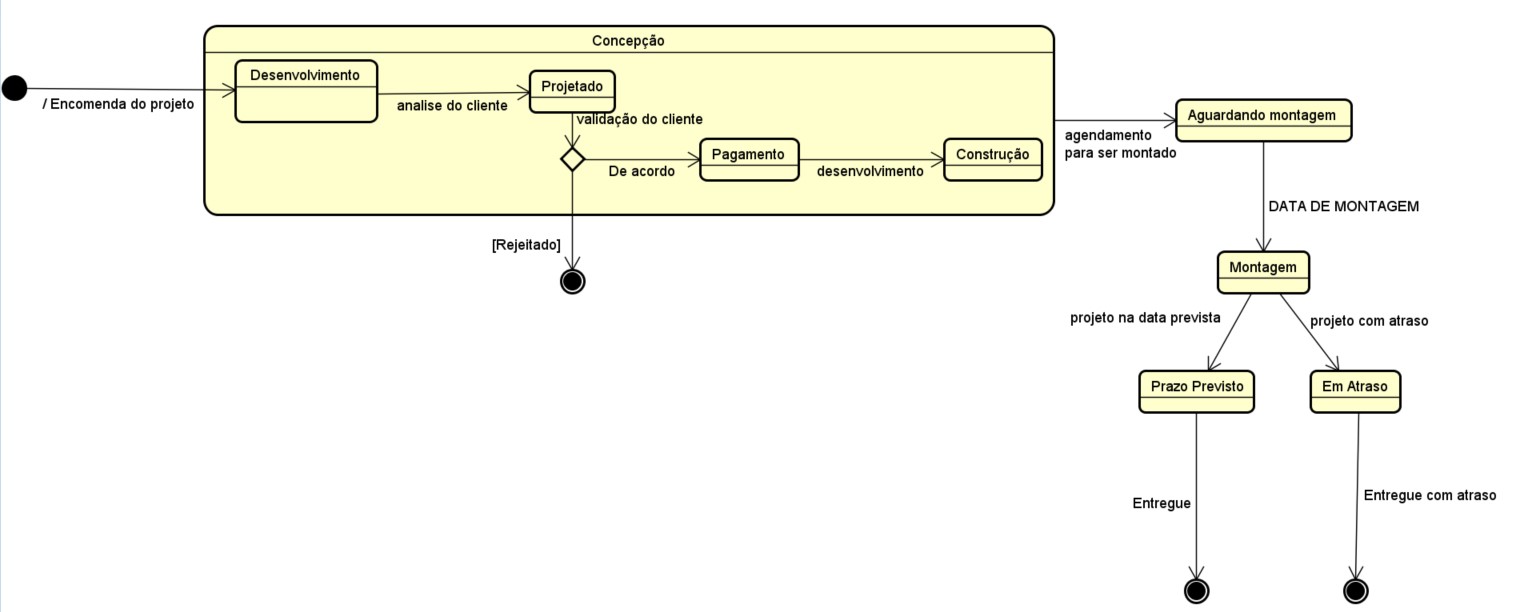 Concepção
Desenvolvimento
/ Encomenda do projeto
analise do cliente
Projetado
validação do cliente
De acordo
Pagamento
desenvolvimento
Construção
[Rejeitado]
agendamento
para ser montado
Aguardando montagem
DATA DE MONTAGEM
Montagem
projeto na data prevista
projeto com atraso
Prazo Previsto
Em Atraso
Entregue
Entregue com atraso